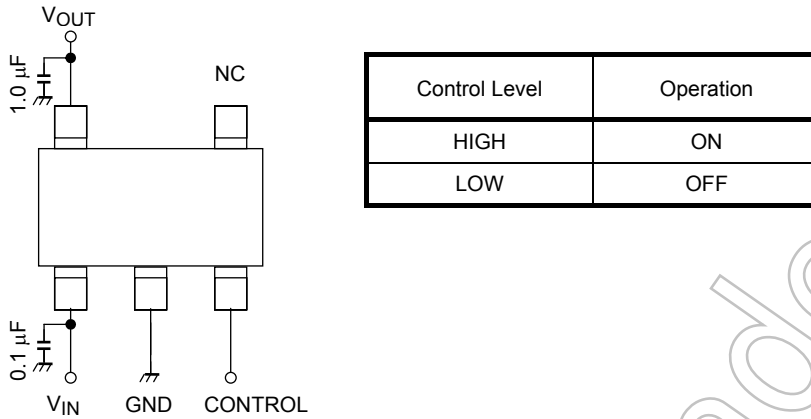 VOUT
1.0 μF
NC
Control Level Operation
HIGH ON
LOW OFF
0.1 μF
VIN GND CONTROL